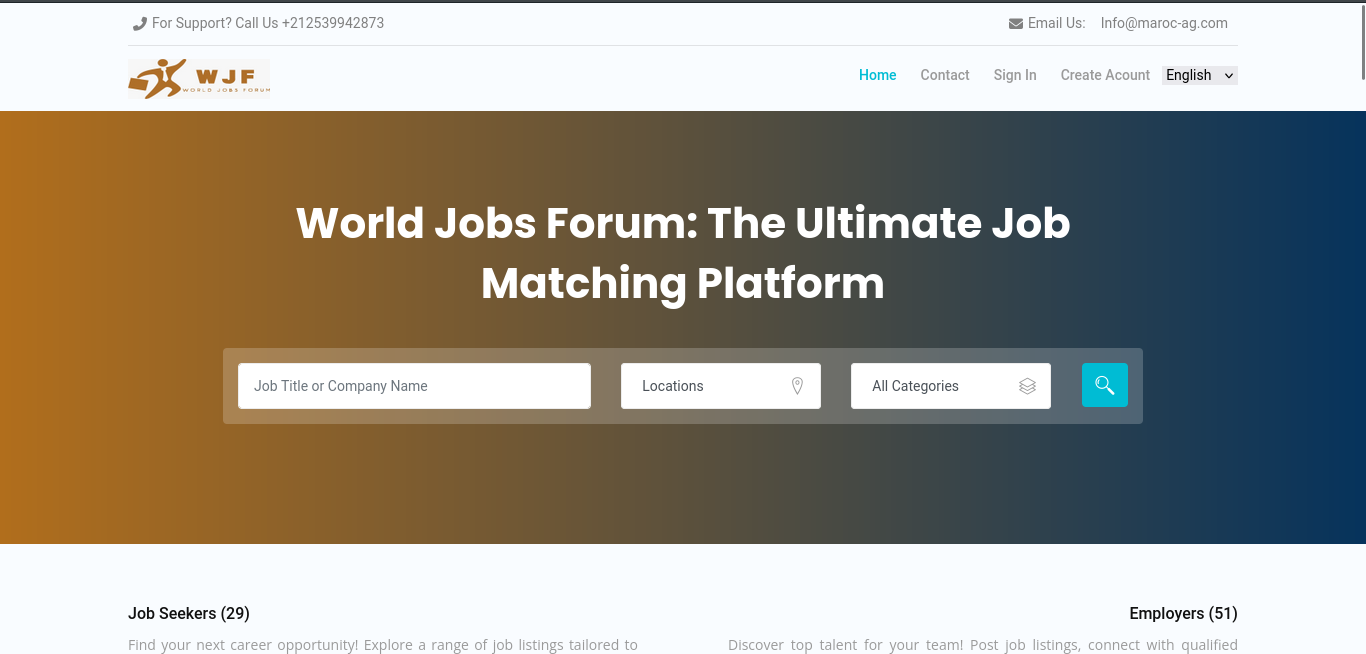 For Support? Call Us +212539942873
Email Us: Info@maroc-ag.com
WJF
WORLD JOBS FORUM
Home Contact Sign In Create Acount English
World Jobs Forum: The Ultimate Job
Matching Platform
Job Title or Company Name
Locations
All Categories
Job Seekers (29)
Find your next career opportunity! Explore a range of job listings tailored to
Employers (51)
Discover top talent for your team! Post job listings, connect with qualified